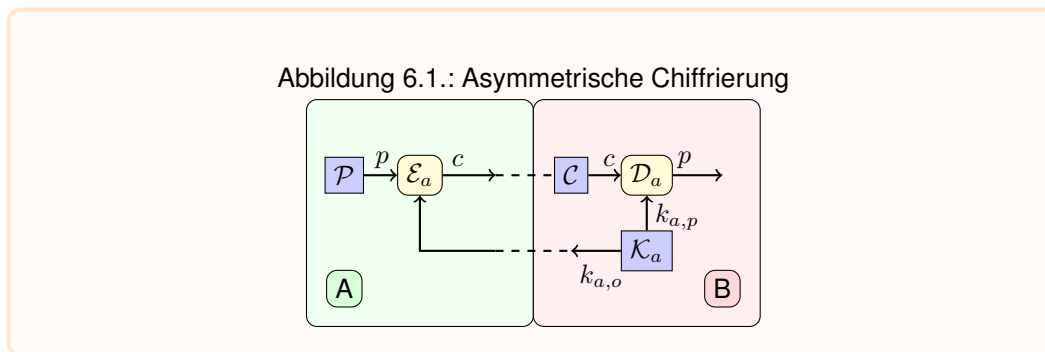 Abbildung 6.1.: Asymmetrische Chiffrierung
𝒫 p ℰ_a c 𝒞 c 𝒟_a p
k_{a,p}
𝒦_a
k_{a,o}
A B